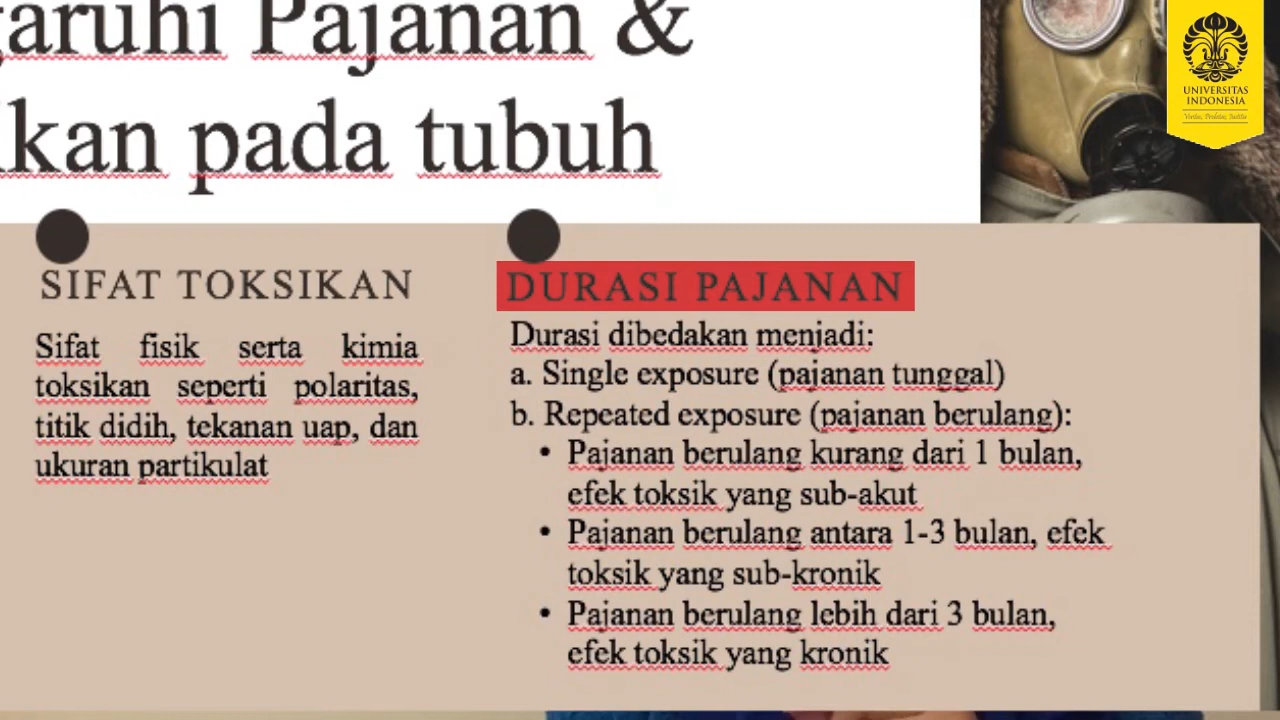 Pajanan &
pada tubuh
UNIVERSITAS
INDONESIA
Veritas, Probitas, Iustitia
SIFAT TOKSIKAN
Sifat fisik serta kimia
toksikan seperti polaritas,
titik didih, tekanan uap, dan
ukuran partikulat
DURASI PAJANAN
Durasi dibedakan menjadi:
a. Single exposure (pajanan tunggal)
b. Repeated exposure (pajanan berulang):
• Pajanan berulang kurang dari 1 bulan,
efek toksik yang sub-akut
• Pajanan berulang antara 1-3 bulan, efek
toksik yang sub-kronik
• Pajanan berulang lebih dari 3 bulan,
efek toksik yang kronik